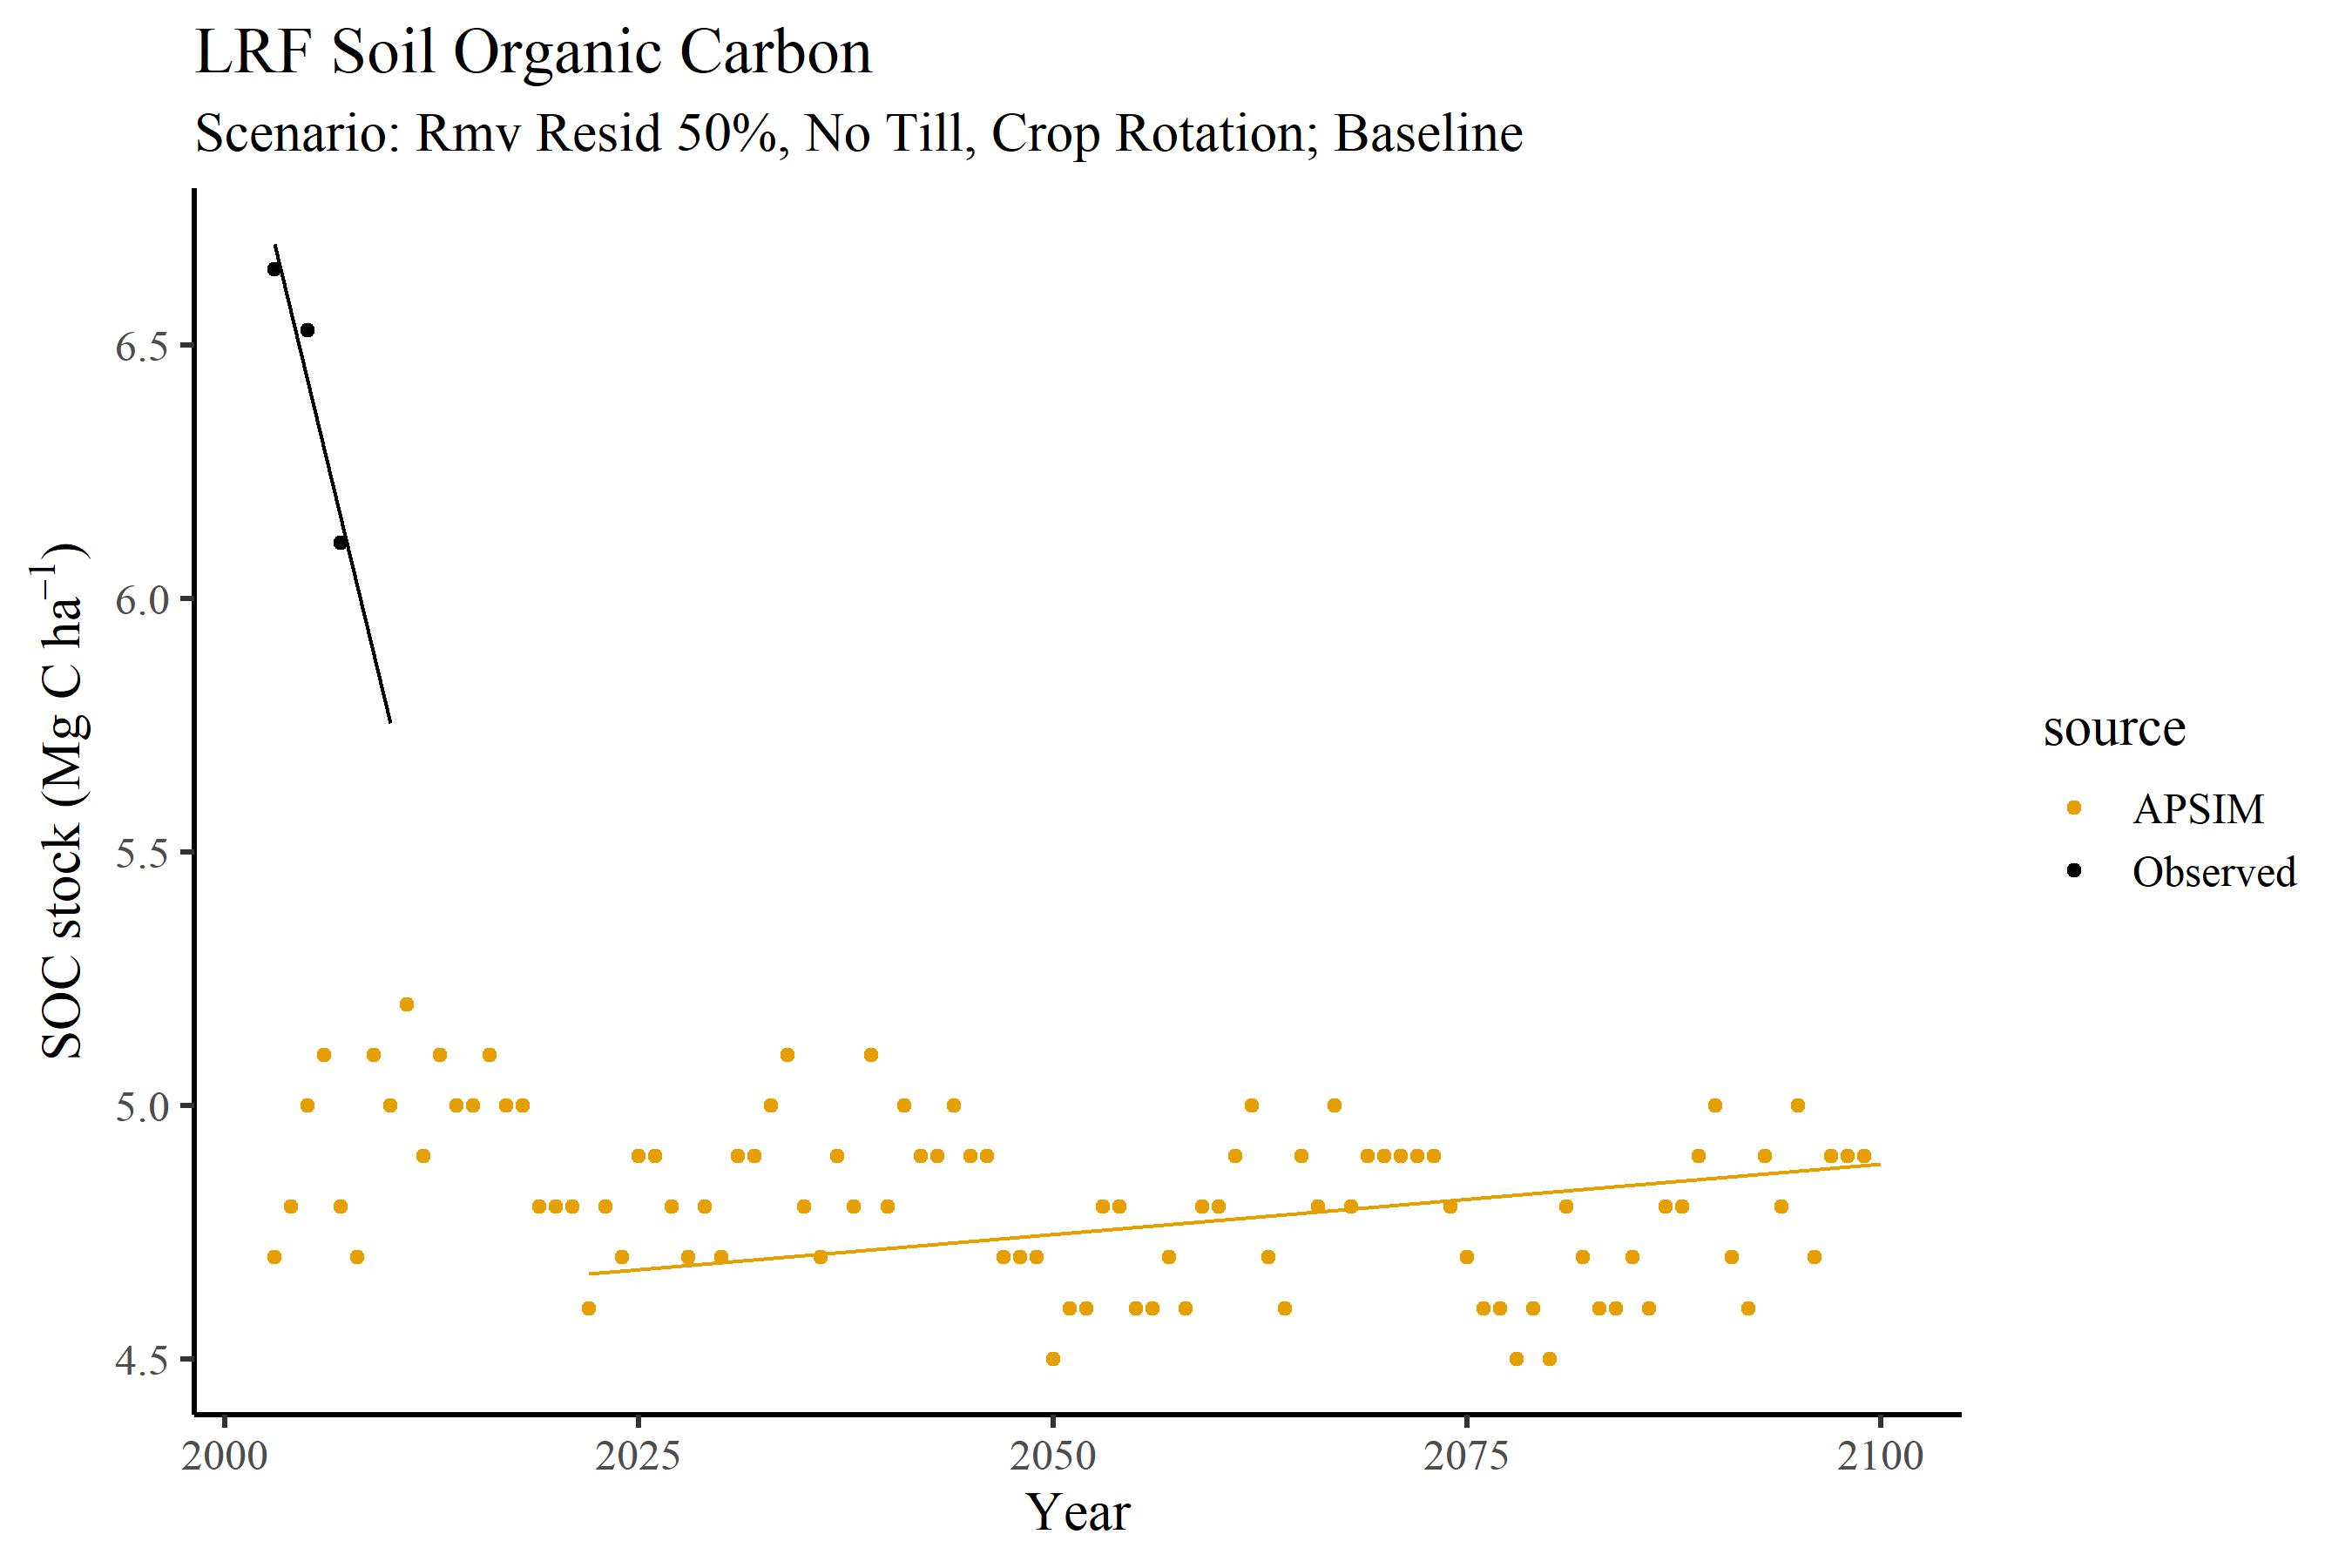 LRF Soil Organic Carbon
Scenario: Rmv Resid 50%, No Till, Crop Rotation; Baseline
SOC stock (Mg C ha⁻¹)
6.5
6.0
5.5
5.0
4.5
2000 2025 2050 2075 2100
Year
source
APSIM
Observed